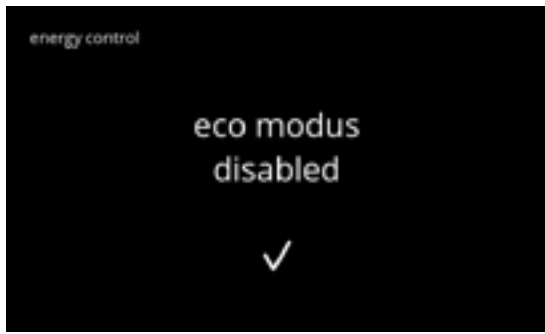 energy control
eco modus
disabled